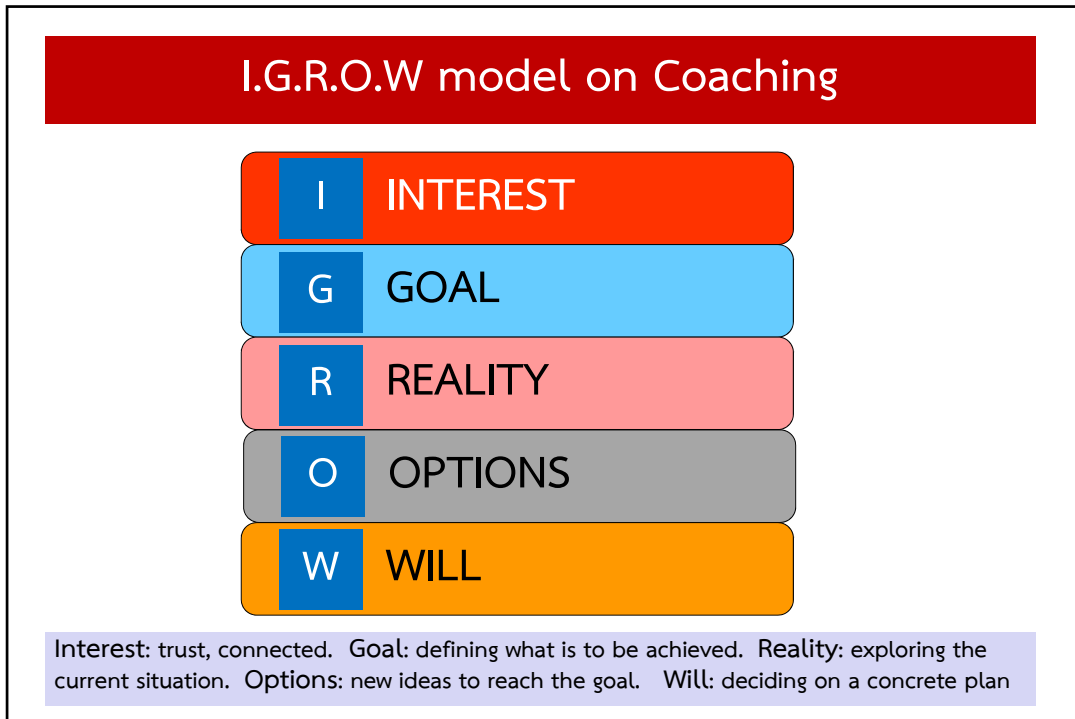 I.G.R.O.W model on Coaching
I INTEREST
G GOAL
R REALITY
O OPTIONS
W WILL
Interest: trust, connected. Goal: defining what is to be achieved. Reality: exploring the
current situation. Options: new ideas to reach the goal. Will: deciding on a concrete plan